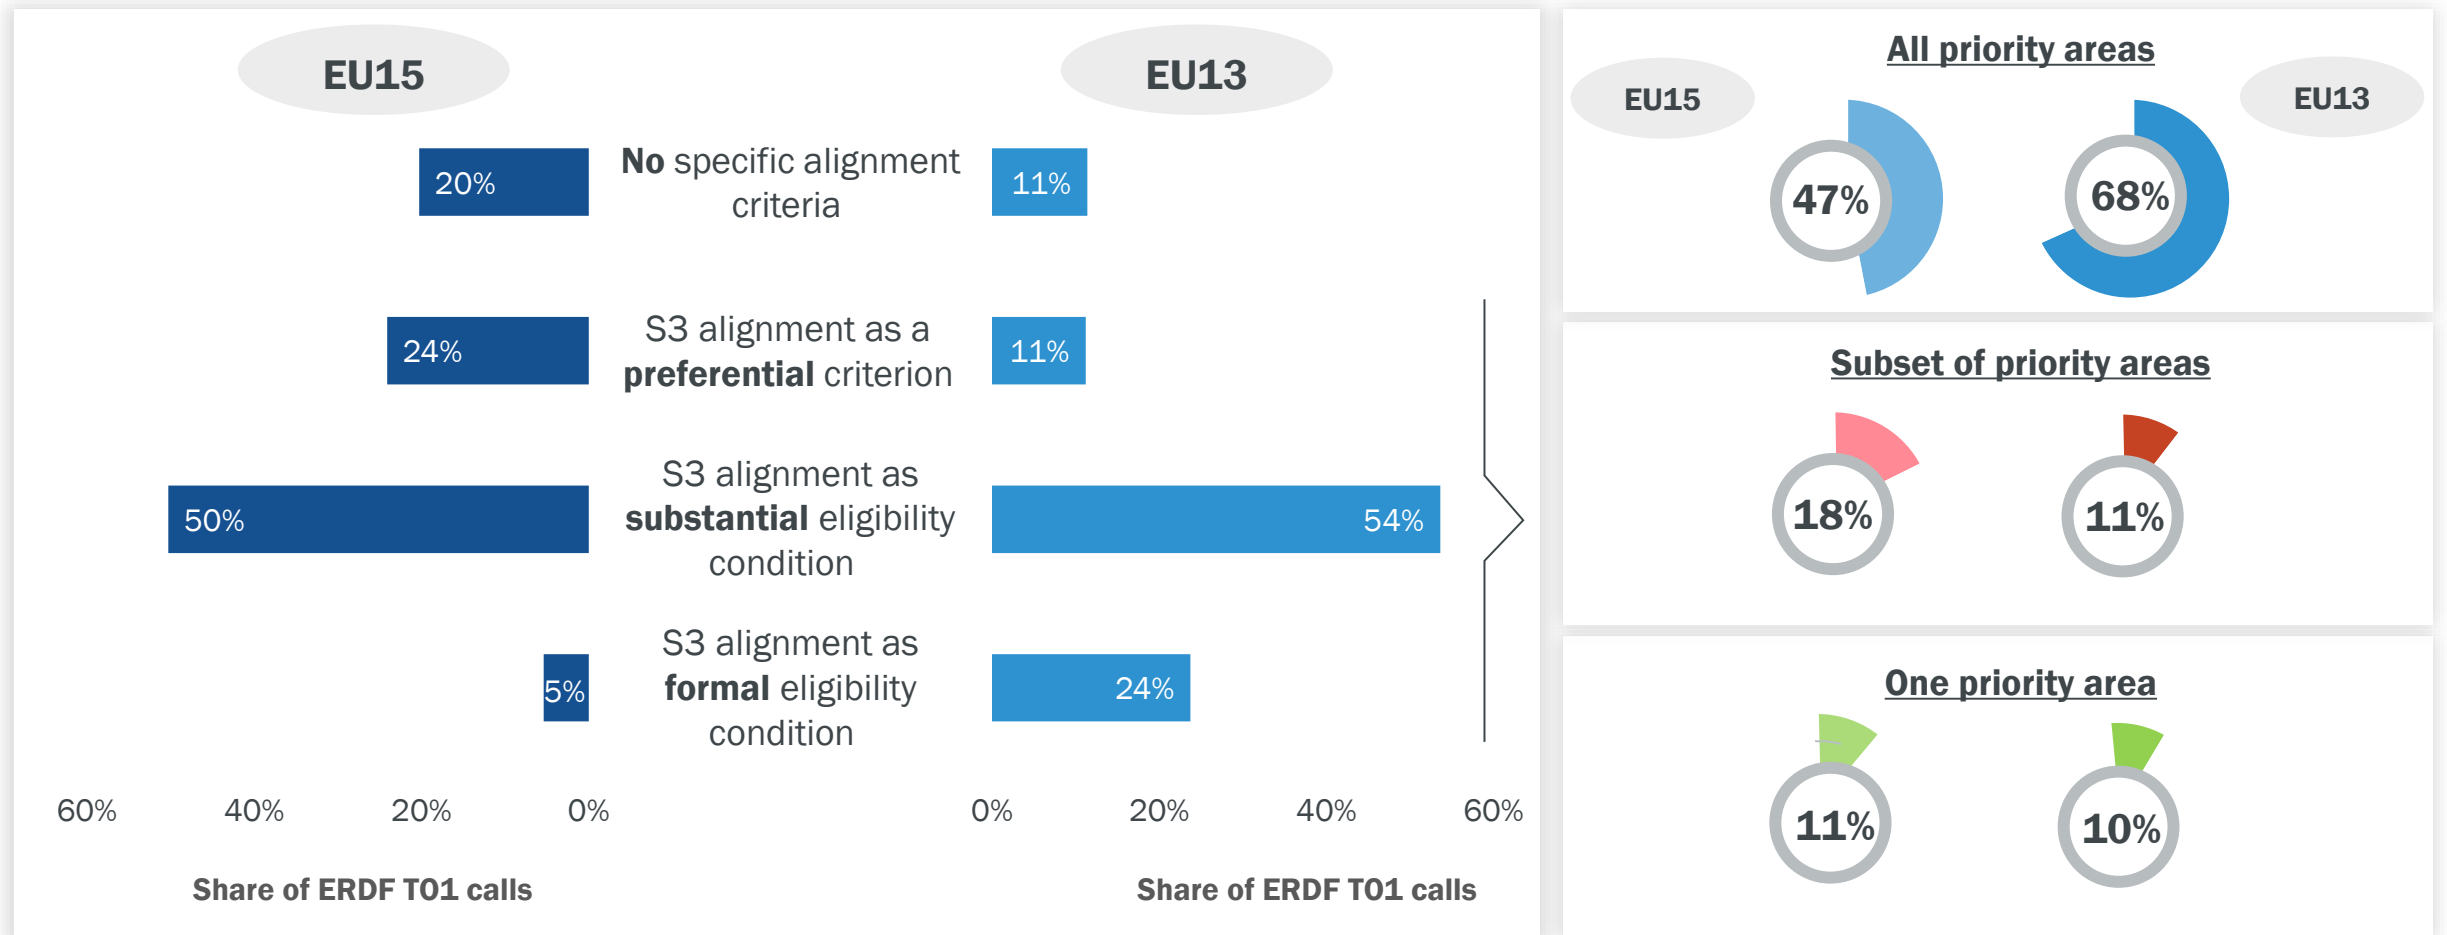 EU15
EU13
20%
No specific alignment
criteria
11%
24%
S3 alignment as a
preferential criterion
11%
50%
S3 alignment as
substantial eligibility
condition
54%
5%
S3 alignment as
formal eligibility
condition
24%
60%
40%
20%
0%
0%
20%
40%
60%
Share of ERDF TO1 calls
Share of ERDF TO1 calls
All priority areas
EU15
EU13
47%
68%
Subset of priority areas
18%
11%
One priority area
11%
10%